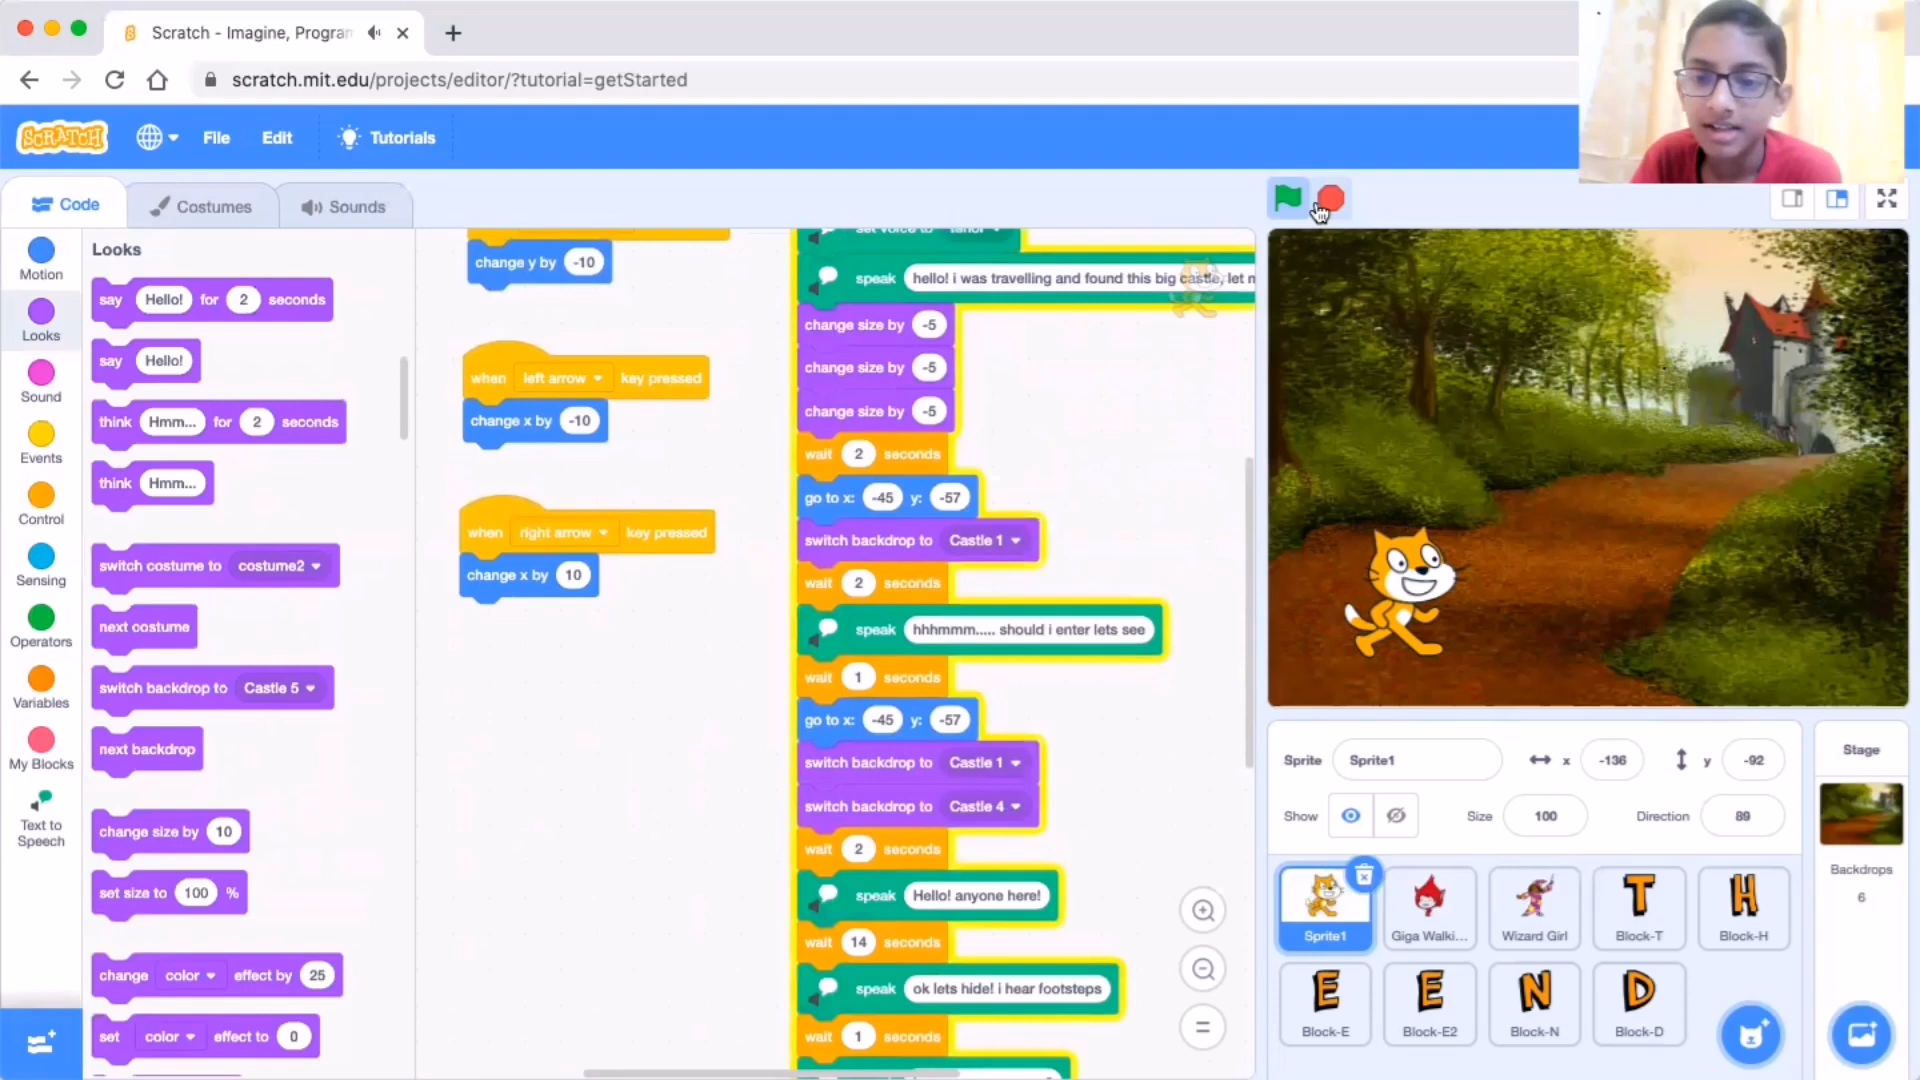 Scratch - Imagine, Progran
scratch.mit.edu/projects/editor/?tutorial=getStarted
SCRATCH
File
Edit
Tutorials
Code
Costumes
Sounds
Motion
Looks
Sound
Events
Control
Sensing
Operators
Variables
My Blocks
Text to
Speech
Looks
say Hello! for 2 seconds
say Hello!
think Hmm... for 2 seconds
think Hmm...
switch costume to costume2
next costume
switch backdrop to Castle 5
next backdrop
change size by 10
set size to 100 %
change color effect by 25
set color effect to 0
change y by -10
when left arrow key pressed
change x by -10
when right arrow key pressed
change x by 10
set voice to tenor
speak hello! i was travelling and found this big castle, let n
change size by -5
change size by -5
change size by -5
wait 2 seconds
go to x: -45 y: -57
switch backdrop to Castle 1
wait 2 seconds
speak hhhmmm..... should i enter lets see
wait 1 seconds
go to x: -45 y: -57
switch backdrop to Castle 1
switch backdrop to Castle 4
wait 2 seconds
speak Hello! anyone here!
wait 14 seconds
speak ok lets hide! i hear footsteps
wait 1 seconds
Sprite Sprite1 x -136 y -92
Show Size 100 Direction 89
Sprite1
Giga Walki...
Wizard Girl
T
Block-T
H
Block-H
E
Block-E
E
Block-E2
N
Block-N
D
Block-D
Stage
Backdrops
6